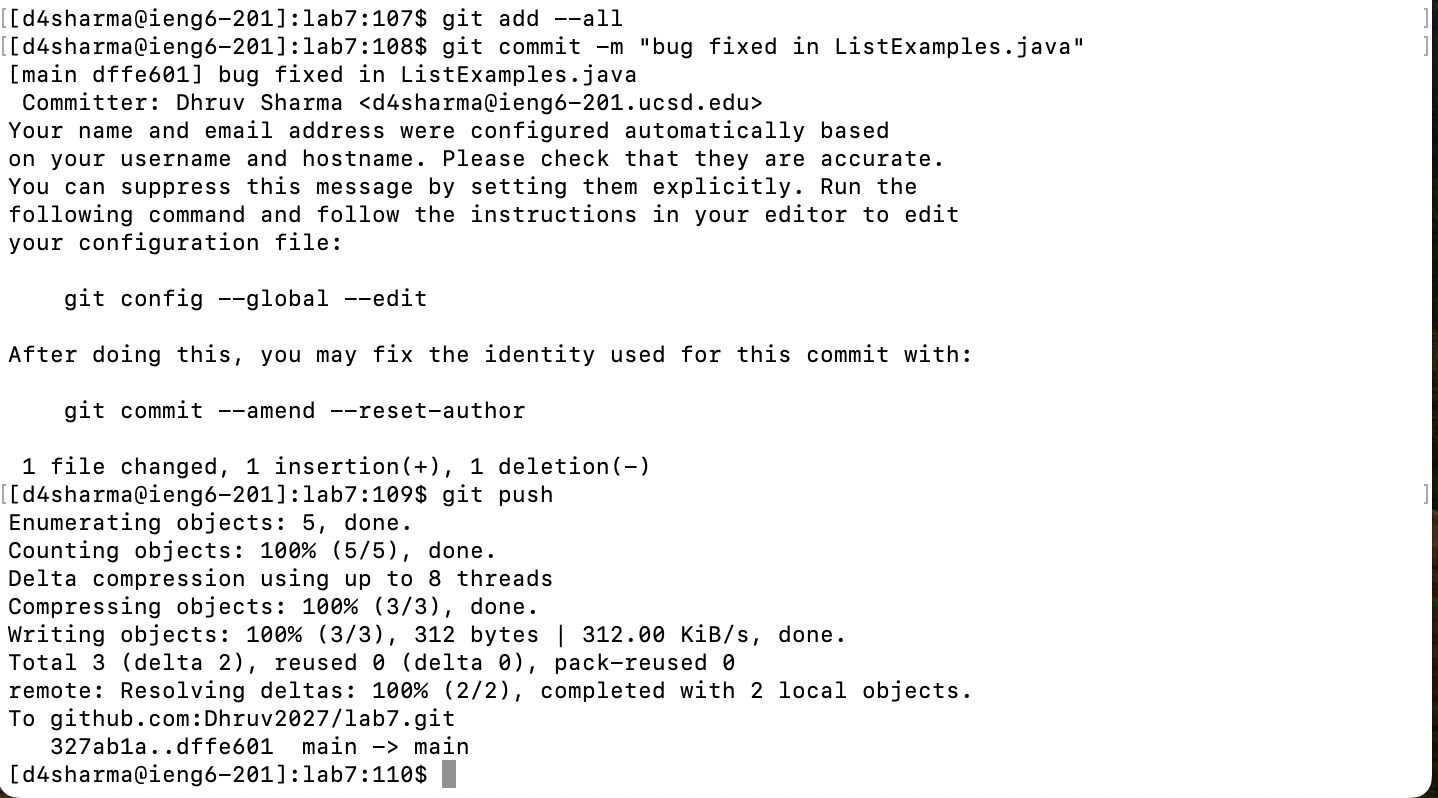 [[d4sharma@ieng6-201]:lab7:107$ git add --all ]
[[d4sharma@ieng6-201]:lab7:108$ git commit -m "bug fixed in ListExamples.java" ]
[main dffe601] bug fixed in ListExamples.java
 Committer: Dhruv Sharma <d4sharma@ieng6-201.ucsd.edu>
Your name and email address were configured automatically based
on your username and hostname. Please check that they are accurate.
You can suppress this message by setting them explicitly. Run the
following command and follow the instructions in your editor to edit
your configuration file:

    git config --global --edit

After doing this, you may fix the identity used for this commit with:

    git commit --amend --reset-author

 1 file changed, 1 insertion(+), 1 deletion(-)
[[d4sharma@ieng6-201]:lab7:109$ git push ]
Enumerating objects: 5, done.
Counting objects: 100% (5/5), done.
Delta compression using up to 8 threads
Compressing objects: 100% (3/3), done.
Writing objects: 100% (3/3), 312 bytes | 312.00 KiB/s, done.
Total 3 (delta 2), reused 0 (delta 0), pack-reused 0
remote: Resolving deltas: 100% (2/2), completed with 2 local objects.
To github.com:Dhruv2027/lab7.git
   327ab1a..dffe601  main -> main
[d4sharma@ieng6-201]:lab7:110$